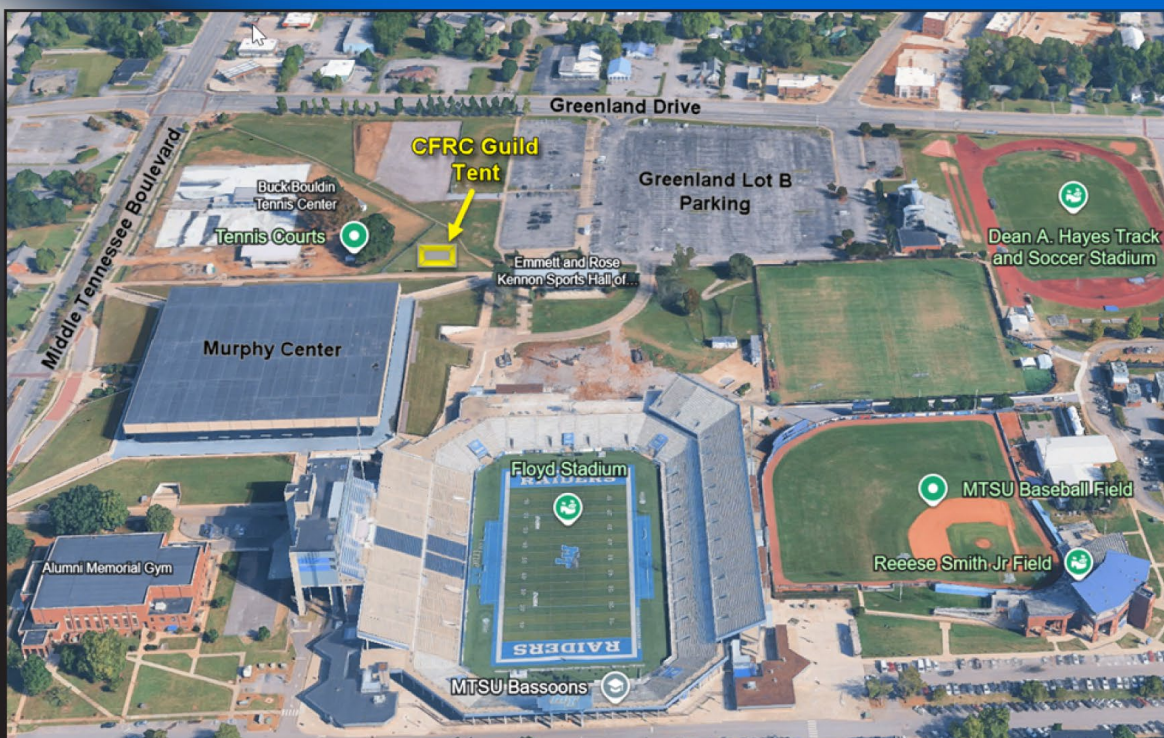 Greenland Drive
CFRC Guild
Tent
Middle Tennessee Boulevard
Buck Bouldin
Tennis Center
Greenland Lot B
Parking
Tennis Courts
Dean A. Hayes Track
and Soccer Stadium
Emmett and Rose
Kennon Sports Hall of...
Murphy Center
Floyd Stadium
RAIDERS
MTSU Baseball Field
Reeese Smith Jr Field
Alumni Memorial Gym
RAIDERS
MTSU Bassoons